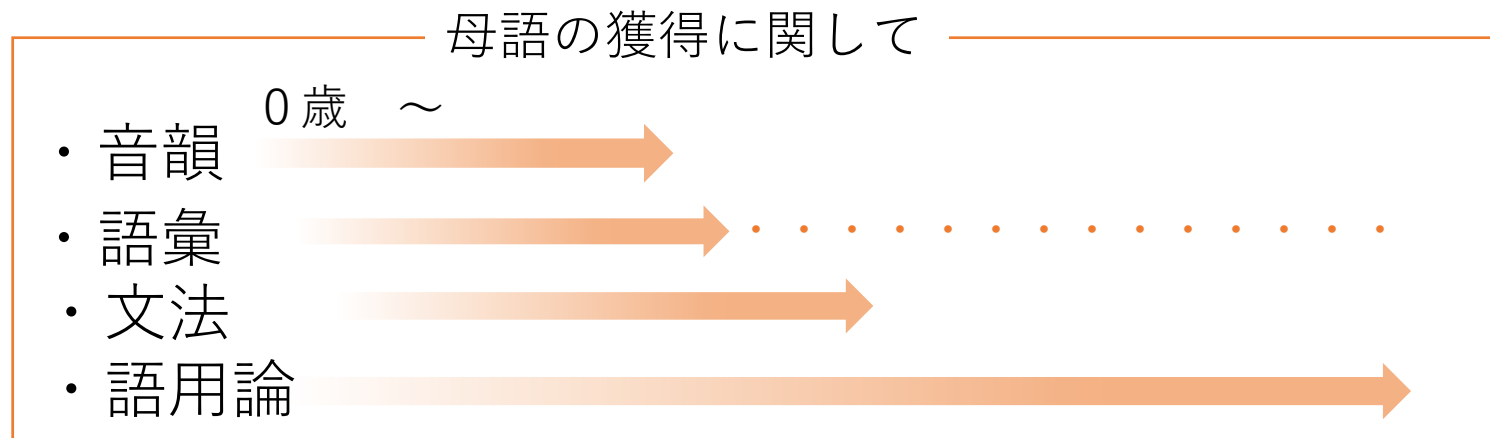 母語の獲得に関して
０歳　～
・音韻
・語彙
・文法
・語用論